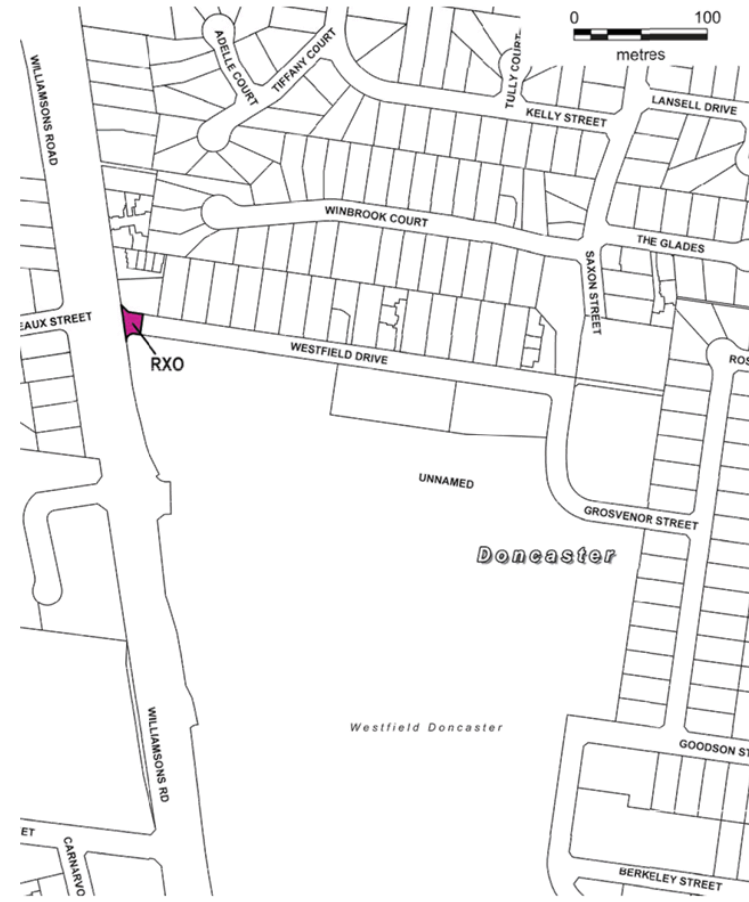 0 100
metres
WILLIAMSONS ROAD
ADELLE COURT
TIFFANY COURT
TULLY COURT
KELLY STREET
LANSELL DRIVE
WINBROOK COURT
THE GLADES
SAXON STREET
EAUX STREET
WESTFIELD DRIVE
RXO
ROS
UNNAMED
GROSVENOR STREET
Doncaster
Westfield Doncaster
WILLIAMSONS RD
GOODSON ST
ET
CARNARVO
BERKELEY STREET